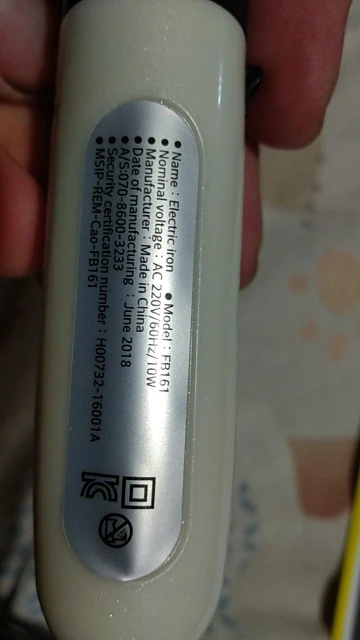 • Name : Electric iron • Model : FB161
• Nominal voltage : AC 220V/60Hz/10W
• Manufacturer : Made in China
• Date of manufacturing : June 2018
• A/S:070-8600-3233
• Security certification number : H00732-16001A
• MSIP-REM-Cao-FB161